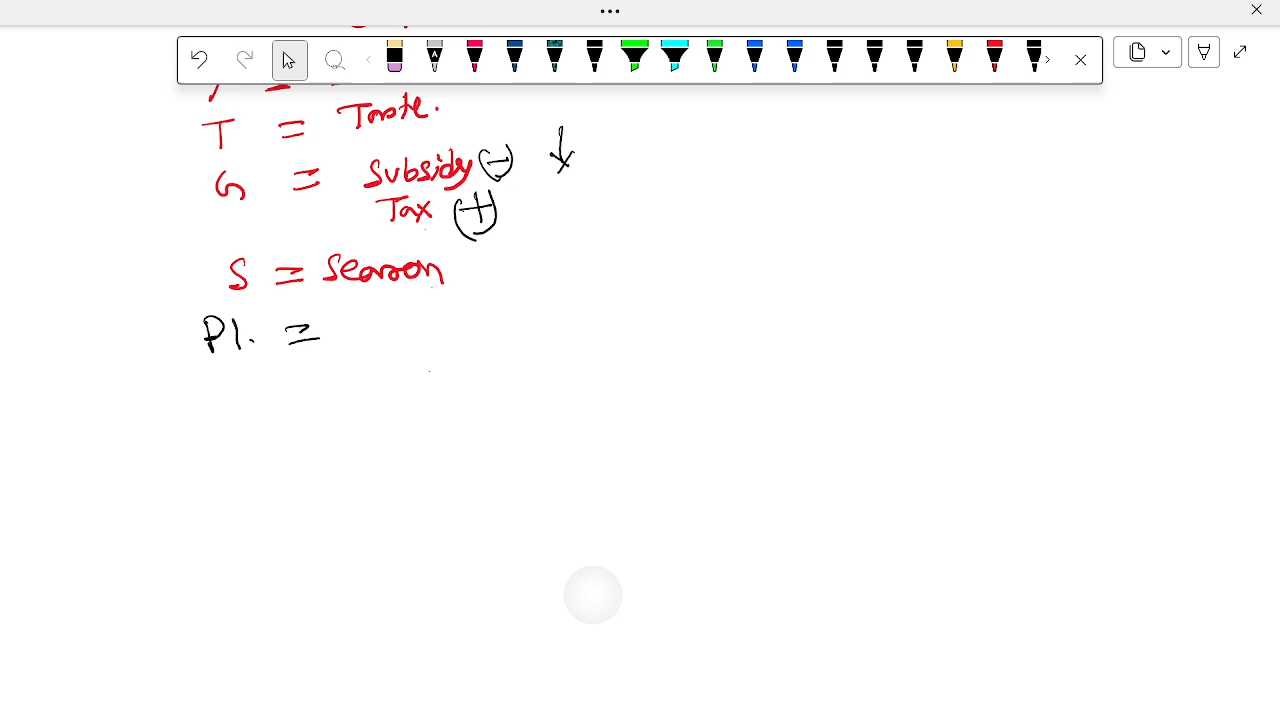 T = Taste.
G = Subsidy (-) ↓
Tax (+)
S = Season
Pl. =